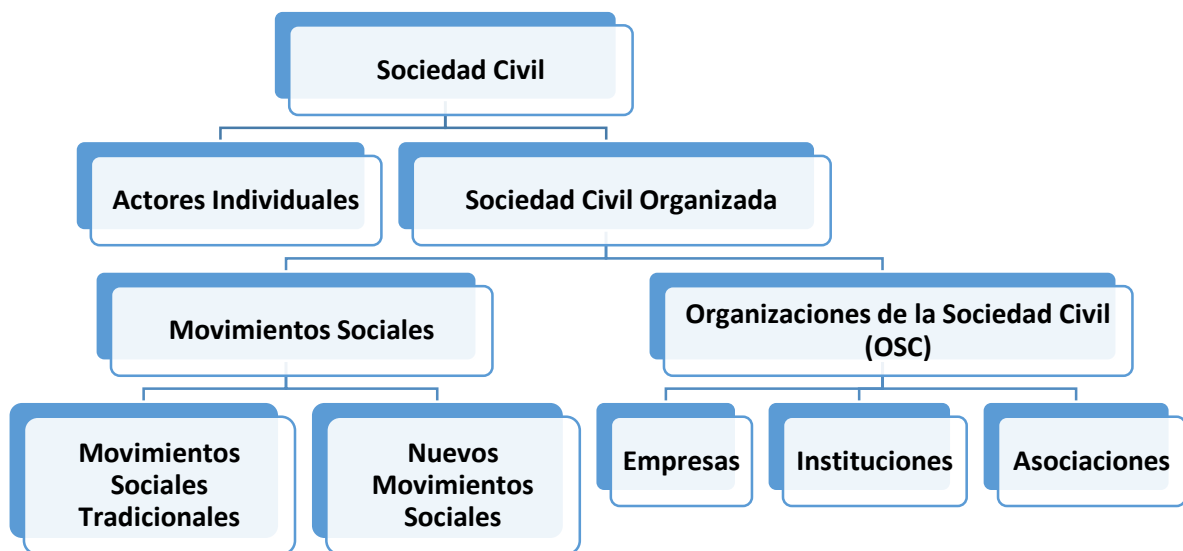 Sociedad Civil
Actores Individuales
Sociedad Civil Organizada
Movimientos Sociales
Organizaciones de la Sociedad Civil
(OSC)
Movimientos
Sociales
Tradicionales
Nuevos
Movimientos
Sociales
Empresas
Instituciones
Asociaciones